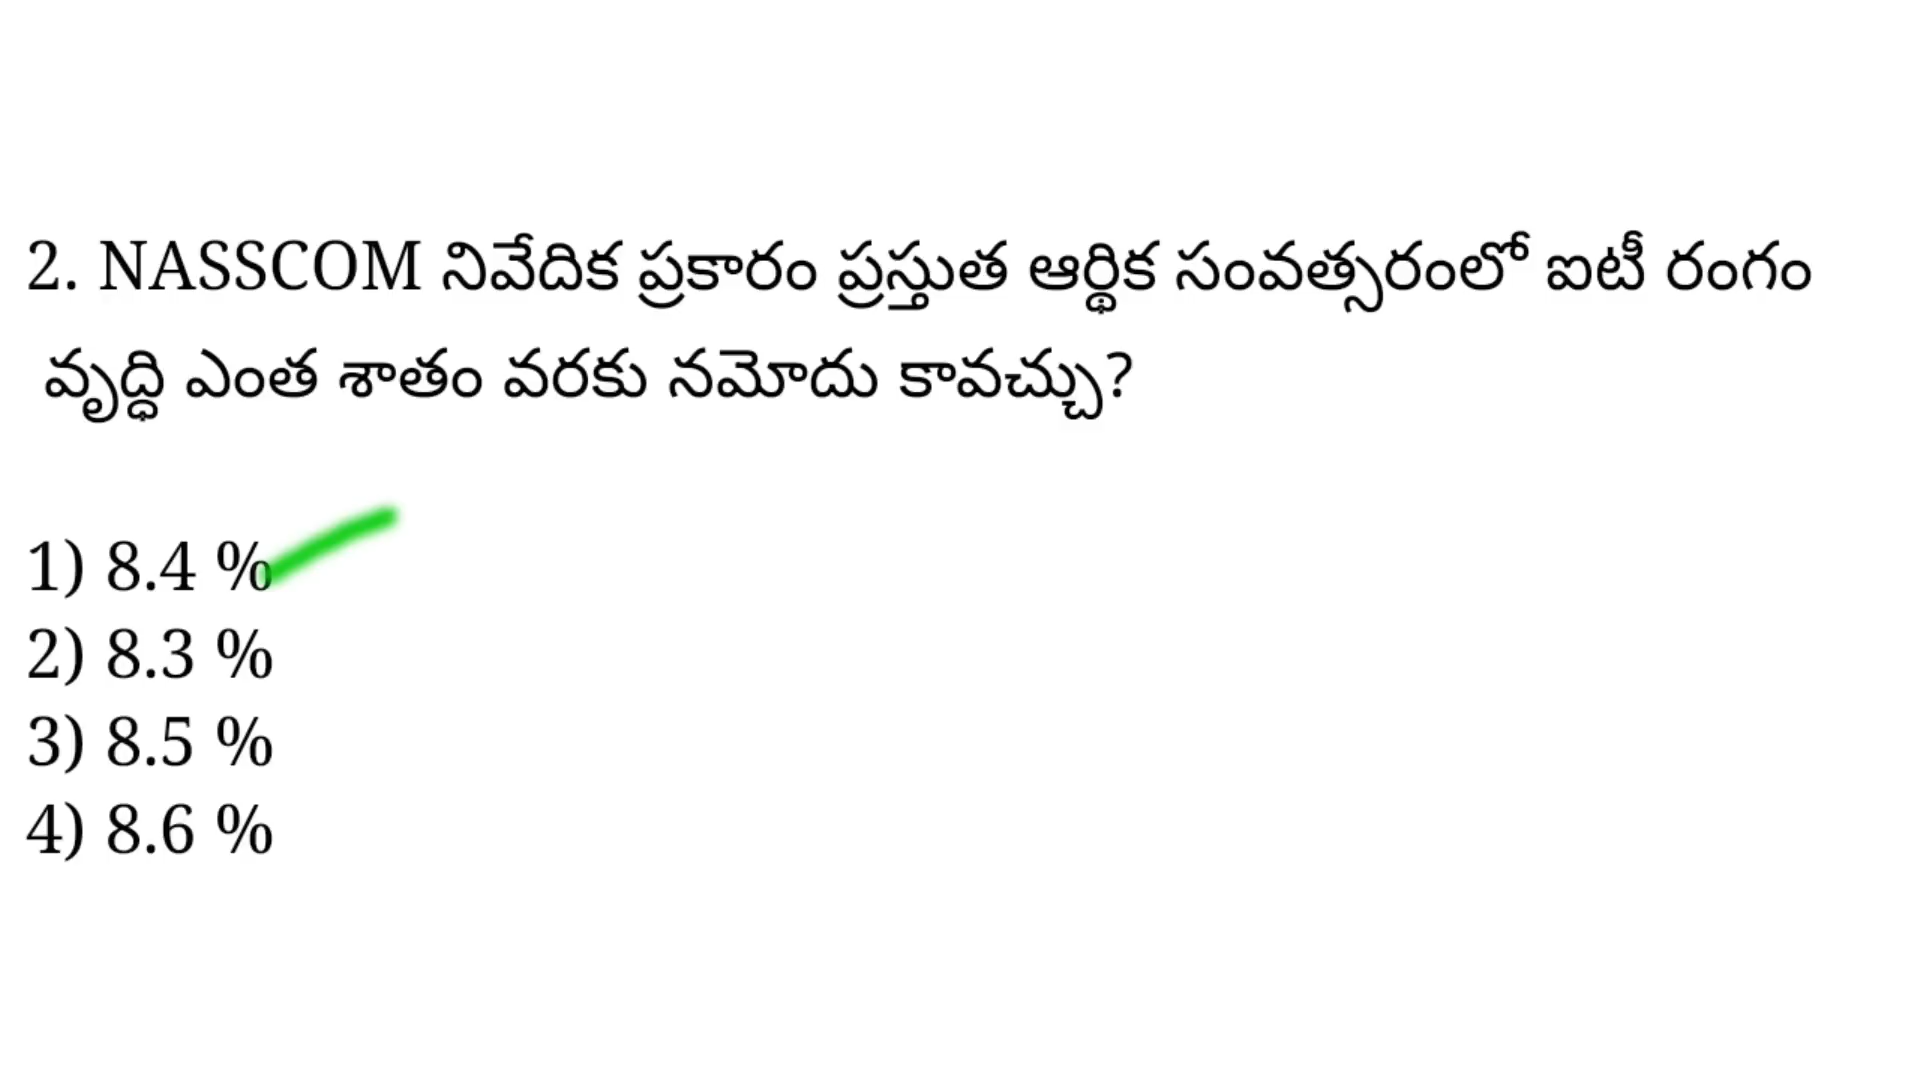 2. NASSCOM నివేదిక ప్రకారం ప్రస్తుత ఆర్థిక సంవత్సరంలో ఐటీ రంగం
వృద్ధి ఎంత శాతం వరకు నమోదు కావచ్చు?
1) 8.4 %
2) 8.3 %
3) 8.5 %
4) 8.6 %